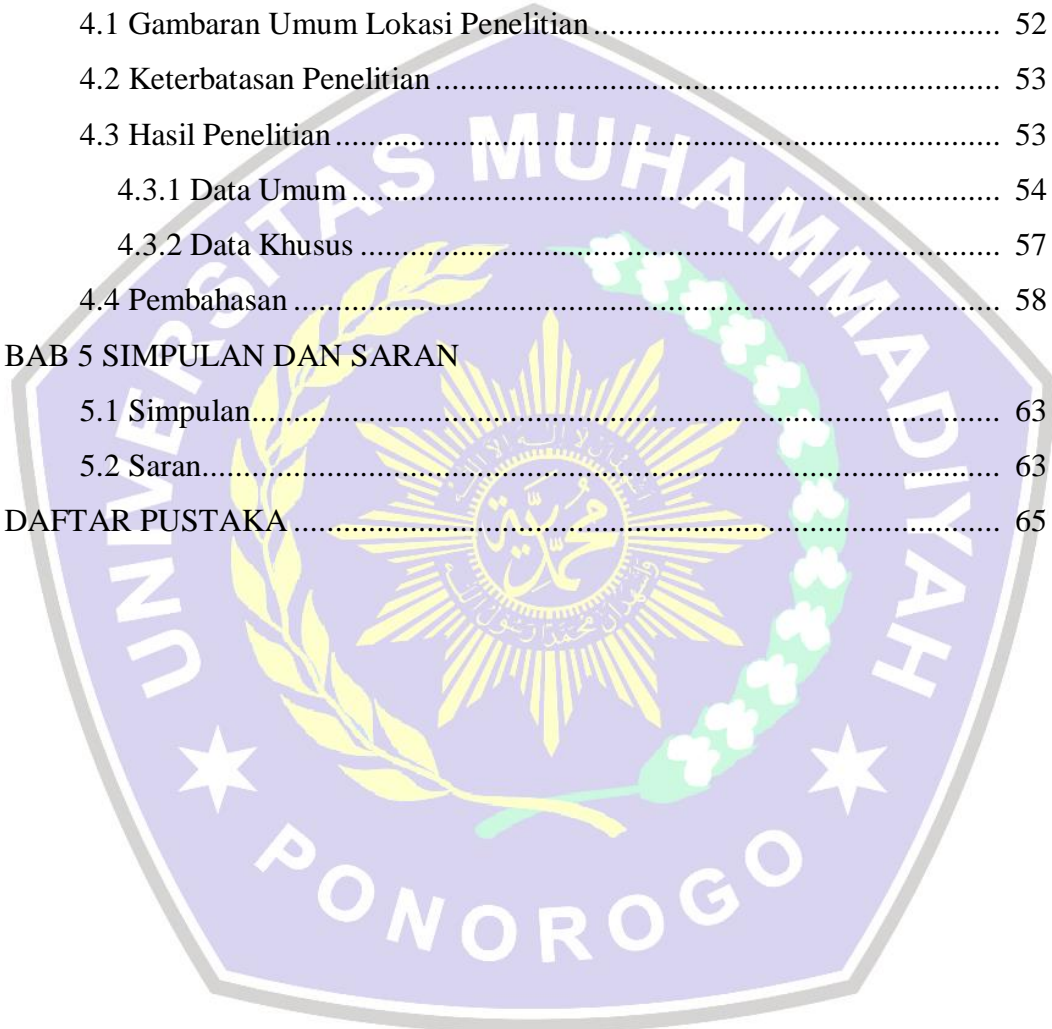 4.1 Gambaran Umum Lokasi Penelitian .................................................. 52
4.2 Keterbatasan Penelitian ..................................................................... 53
4.3 Hasil Penelitian ................................................................................. 53
4.3.1 Data Umum ................................................................................ 54
4.3.2 Data Khusus .............................................................................. 57
4.4 Pembahasan ...................................................................................... 58
BAB 5 SIMPULAN DAN SARAN
5.1 Simpulan........................................................................................... 63
5.2 Saran................................................................................................. 63
DAFTAR PUSTAKA ...................................................................................... 65
UNIVERSITAS MUHAMMADIYAH
PONOROGO
محمدية